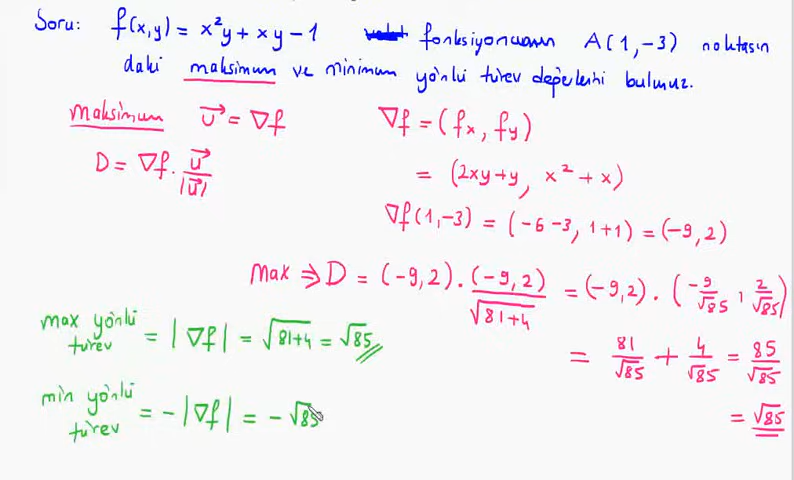 Soru: f(x,y) = x²y + xy - 1 fonksiyonunun A(1,-3) noktasın
daki maksimum ve minimum yönlü türev değerlerini bulunuz.
Maksimum u⃗ = ∇f
D = ∇f · u⃗/|u⃗|
∇f = (fx, fy)
= (2xy+y, x²+x)
∇f(1,-3) = (-6-3, 1+1) = (-9,2)
Max ⇒ D = (-9,2) · (-9,2)/√81+4 = (-9,2) · (-9/√85, 2/√85)
= 81/√85 + 4/√85 = 85/√85
= √85
max yönlü türev = |∇f| = √81+4 = √85
min yönlü türev = -|∇f| = -√85